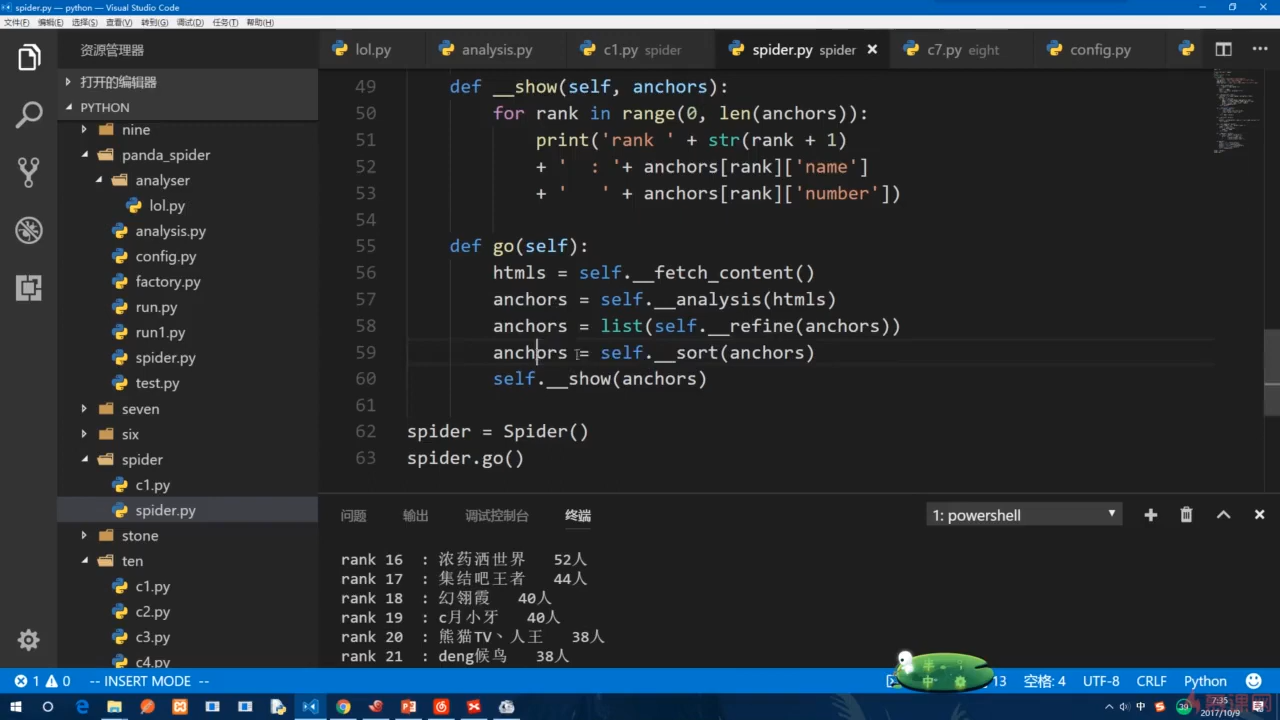 spider.py — python — Visual Studio Code
文件(F) 编辑(E) 选择(S) 查看(V) 转到(G) 调试(D) 任务(T) 帮助(H)
资源管理器
打开的编辑器
PYTHON
nine
panda_spider
analyser
lol.py
analysis.py
config.py
factory.py
run.py
run1.py
spider.py
test.py
seven
six
spider
c1.py
spider.py
stone
ten
c1.py
c2.py
c3.py
c4.py
lol.py analysis.py c1.py spider spider.py spider c7.py eight config.py
49 def __show(self, anchors):
50 for rank in range(0, len(anchors)):
51 print('rank ' + str(rank + 1)
52 + '  : '+ anchors[rank]['name']
53 + '   ' + anchors[rank]['number'])
54
55 def go(self):
56 htmls = self.__fetch_content()
57 anchors = self.__analysis(htmls)
58 anchors = list(self.__refine(anchors))
59 anchors = self.__sort(anchors)
60 self.__show(anchors)
61
62 spider = Spider()
63 spider.go()
问题 输出 调试控制台 终端 1: powershell
rank 16 : 浓药洒世界 52人
rank 17 : 集结吧王者 44人
rank 18 : 幻翎霞 40人
rank 19 : c月小牙 40人
rank 20 : 熊猫TV丶人王 38人
rank 21 : deng候鸟 38人
1 0 -- INSERT MODE -- 13 空格: 4 UTF-8 CRLF Python
半
中
中 39 7:35
2017/10/9
慕课网